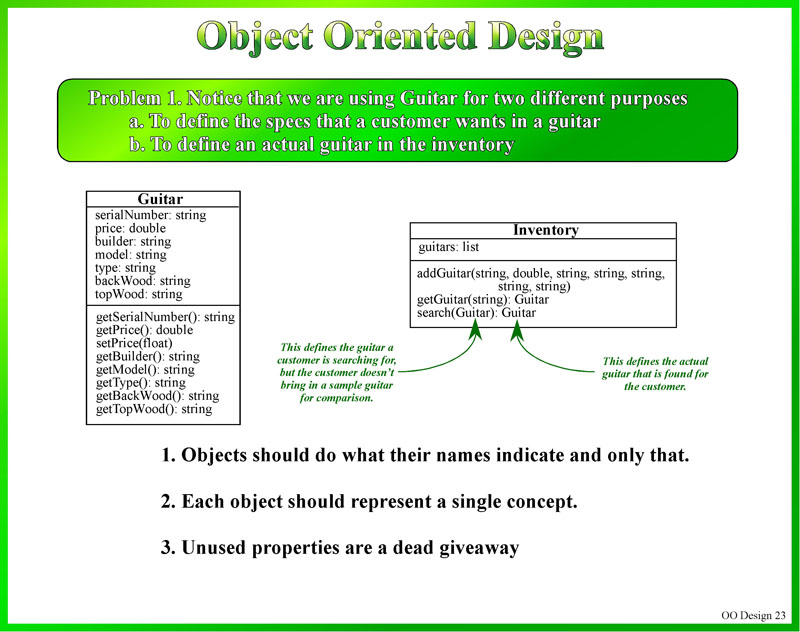 Object Oriented Design
Problem 1. Notice that we are using Guitar for two different purposes
a. To define the specs that a customer wants in a guitar
b. To define an actual guitar in the inventory
Guitar
serialNumber: string
price: double
builder: string
model: string
type: string
backWood: string
topWood: string
getSerialNumber(): string
getPrice(): double
setPrice(float)
getBuilder(): string
getModel(): string
getType(): string
getBackWood(): string
getTopWood(): string
Inventory
guitars: list
addGuitar(string, double, string, string, string,
string, string)
getGuitar(string): Guitar
search(Guitar): Guitar
This defines the guitar a
customer is searching for,
but the customer doesn't
bring in a sample guitar
for comparison.
This defines the actual
guitar that is found for
the customer.
1. Objects should do what their names indicate and only that.
2. Each object should represent a single concept.
3. Unused properties are a dead giveaway
OO Design 23